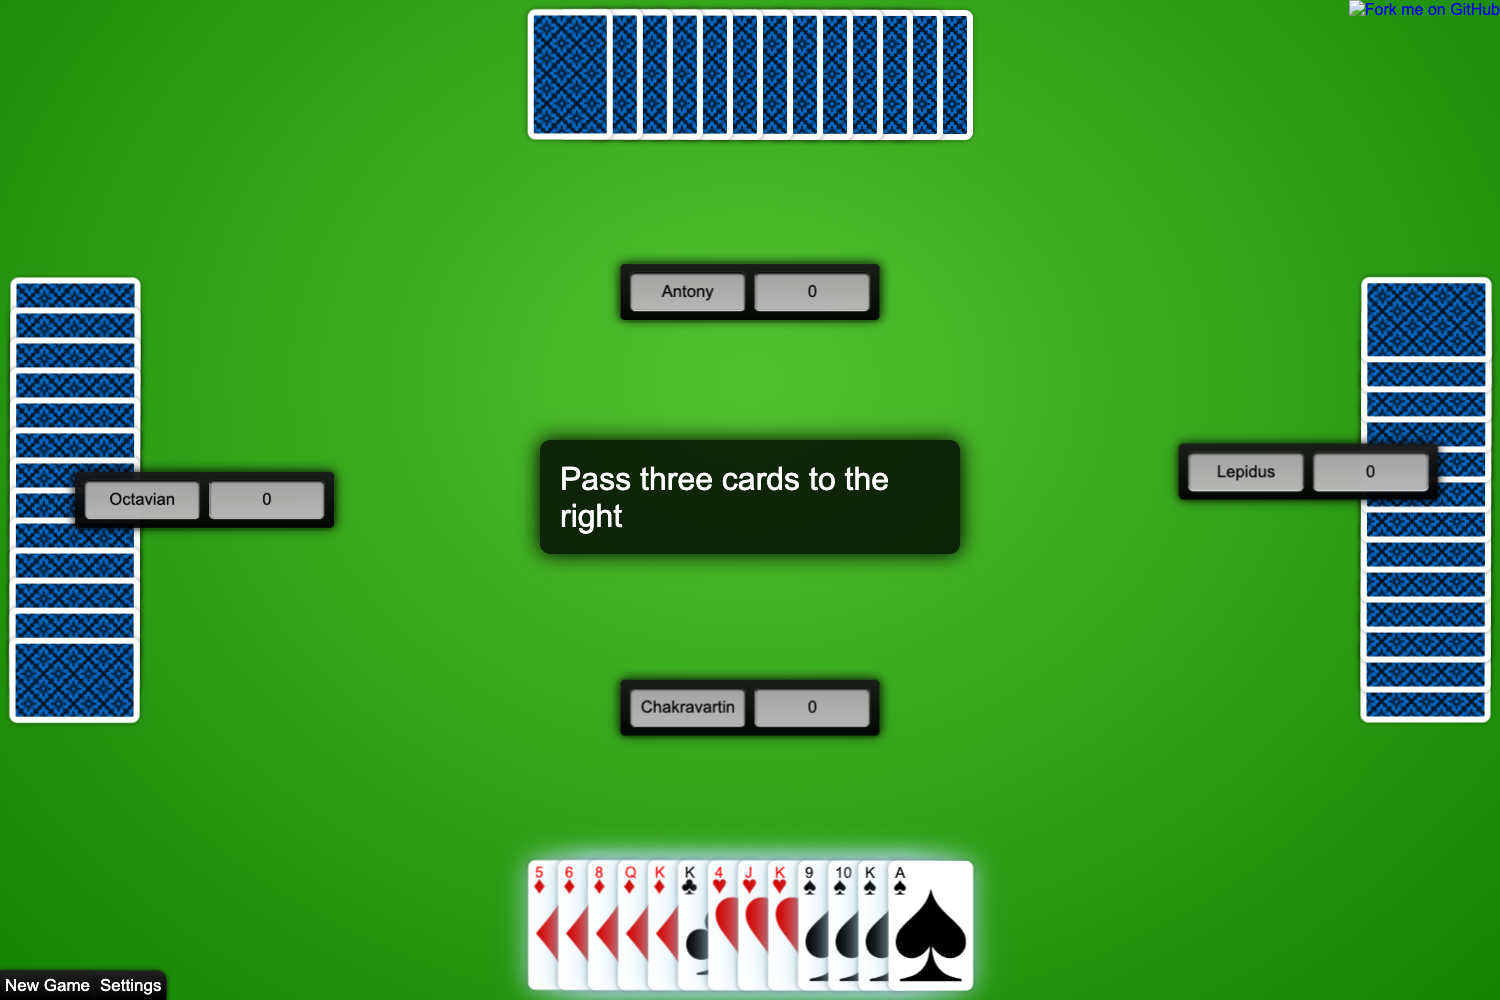 Fork me on GitHub
Antony 0
Pass three cards to the
right
Octavian 0
Lepidus 0
Chakravartin 0
5 6 8 Q K K 4 J K 9 10 K A
New Game Settings